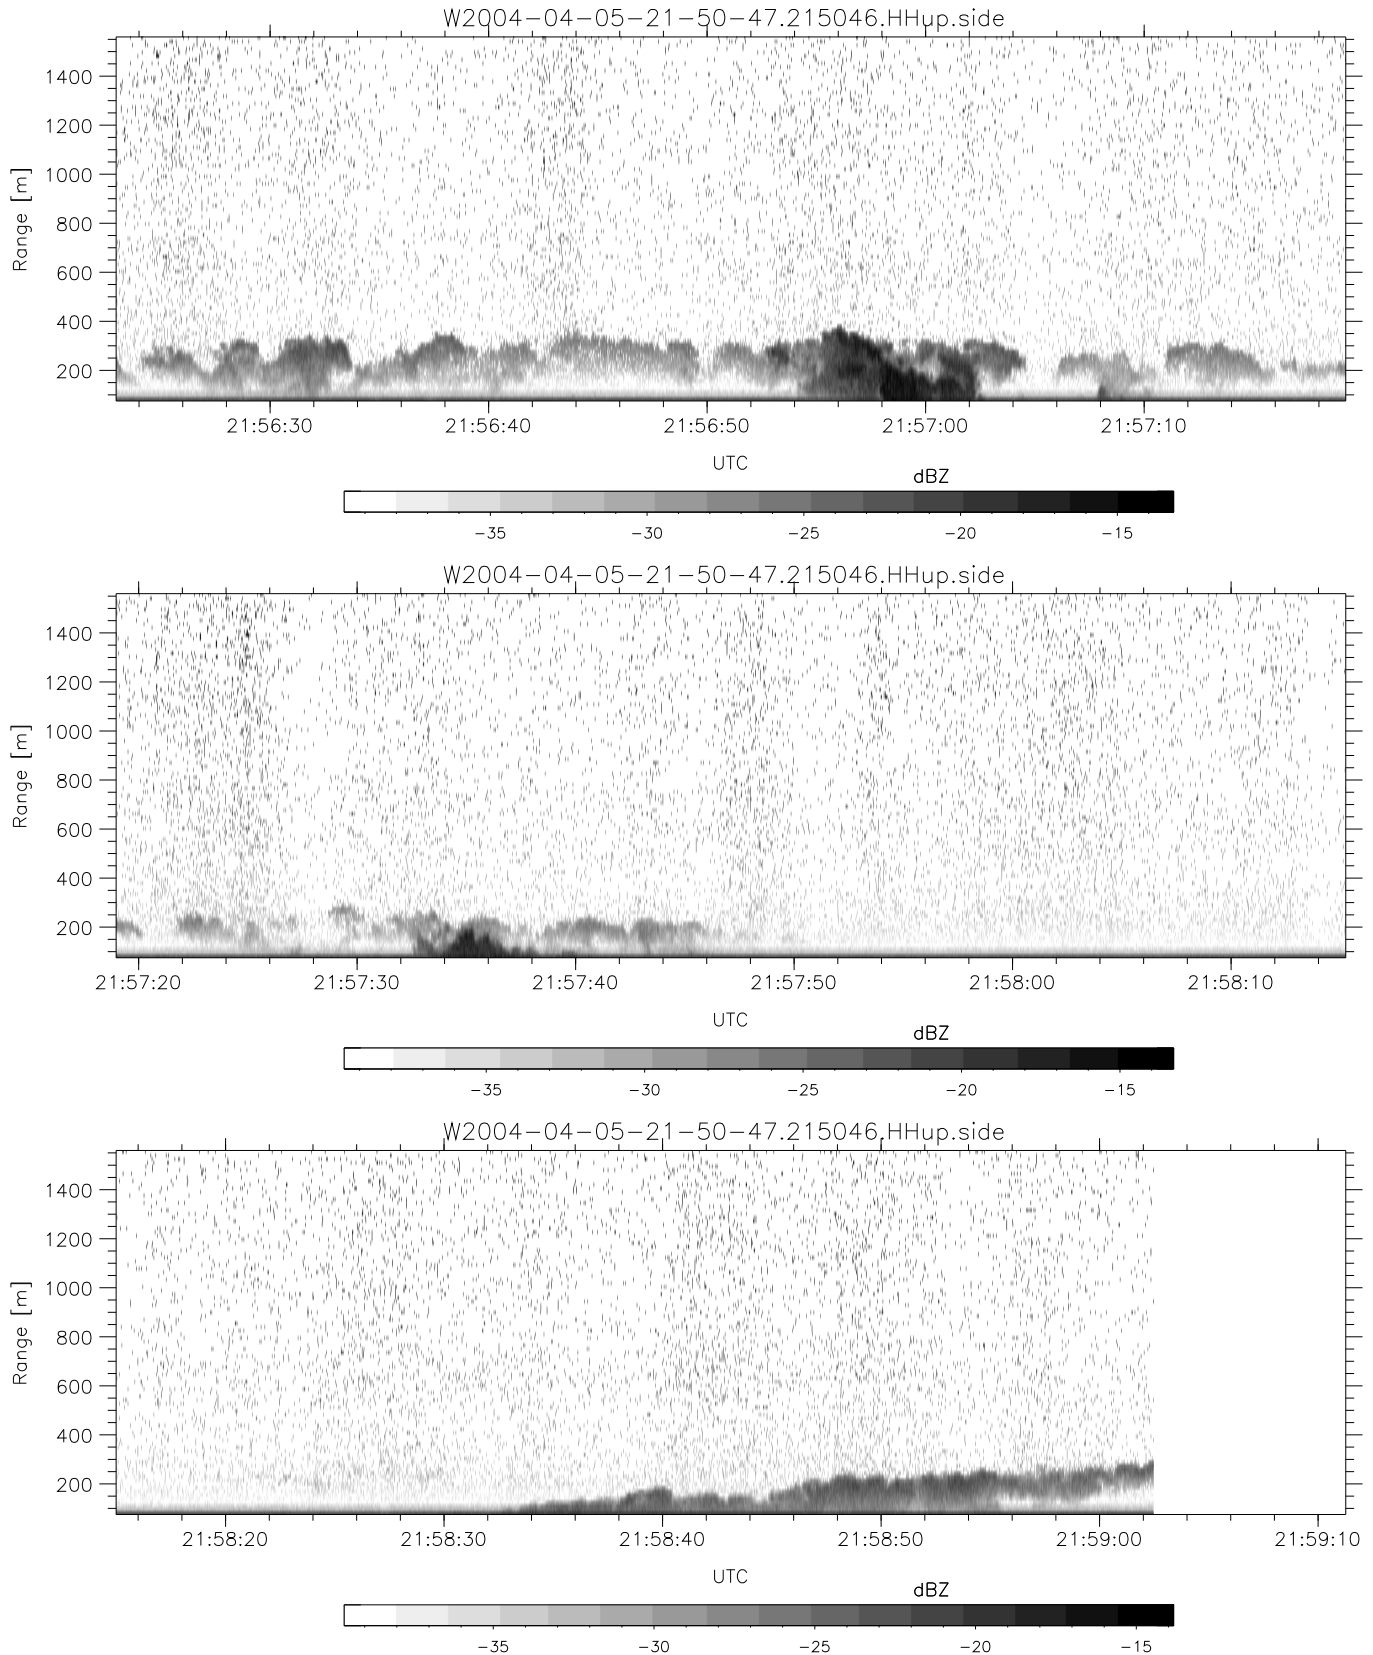 W2004-04-05-21-50-47.215046.HHup.side
1400
1200
1000
800
600
400
200
Range [m]
21:56:30 21:56:40 21:56:50 21:57:00 21:57:10
UTC
dBZ
-35 -30 -25 -20 -15
W2004-04-05-21-50-47.215046.HHup.side
1400
1200
1000
800
600
400
200
Range [m]
21:57:20 21:57:30 21:57:40 21:57:50 21:58:00 21:58:10
UTC
dBZ
-35 -30 -25 -20 -15
W2004-04-05-21-50-47.215046.HHup.side
1400
1200
1000
800
600
400
200
Range [m]
21:58:20 21:58:30 21:58:40 21:58:50 21:59:00 21:59:10
UTC
dBZ
-35 -30 -25 -20 -15